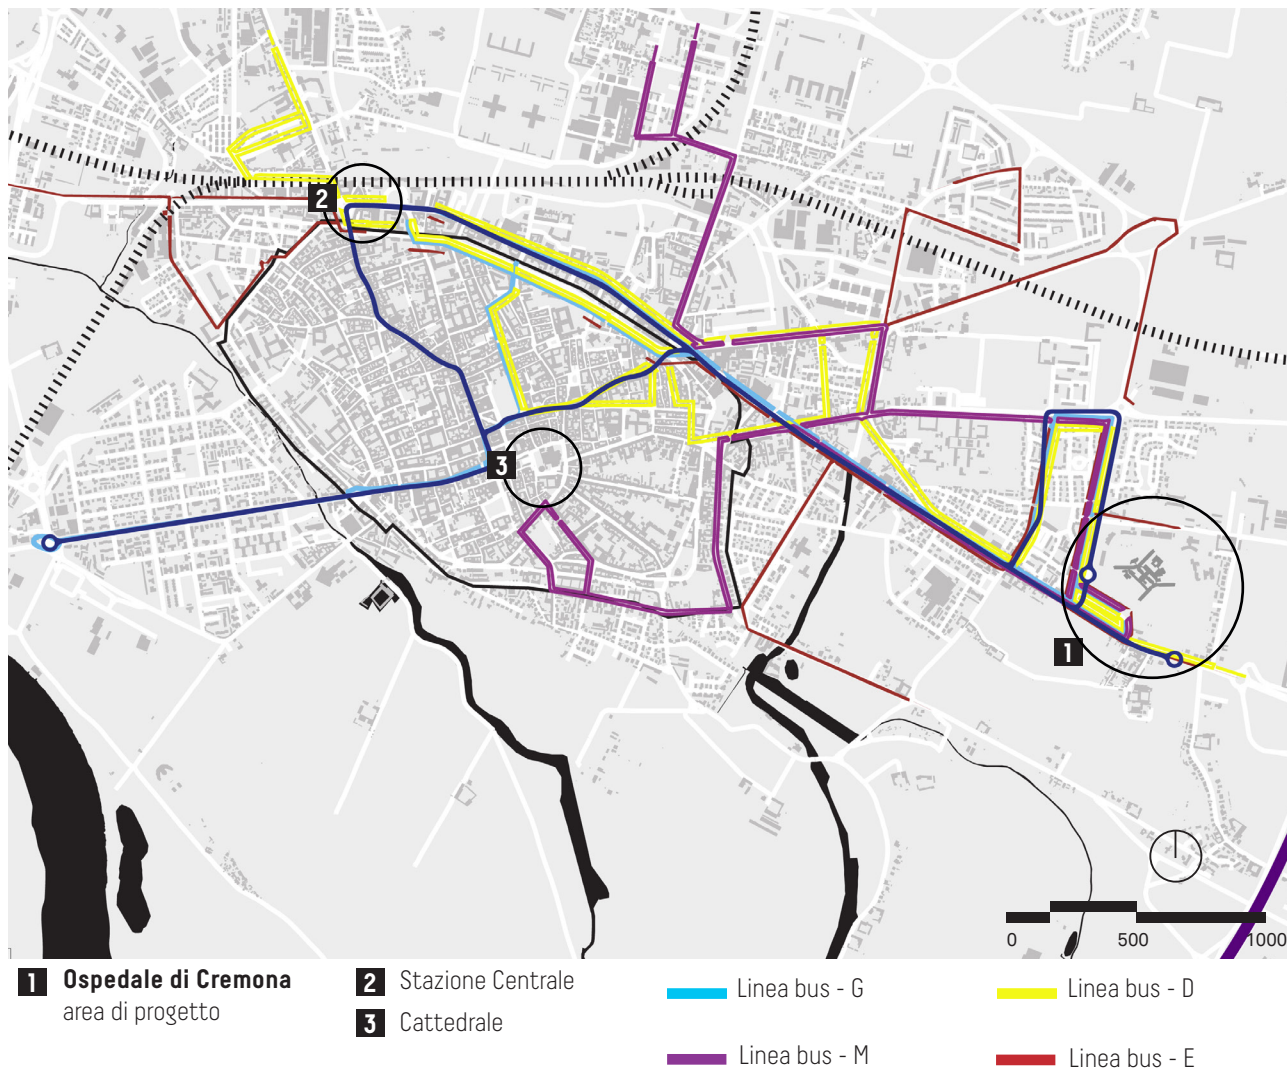 2
3
1
0 500 1000
1 Ospedale di Cremona
area di progetto
2 Stazione Centrale
3 Cattedrale
Linea bus - G
Linea bus - D
Linea bus - M
Linea bus - E